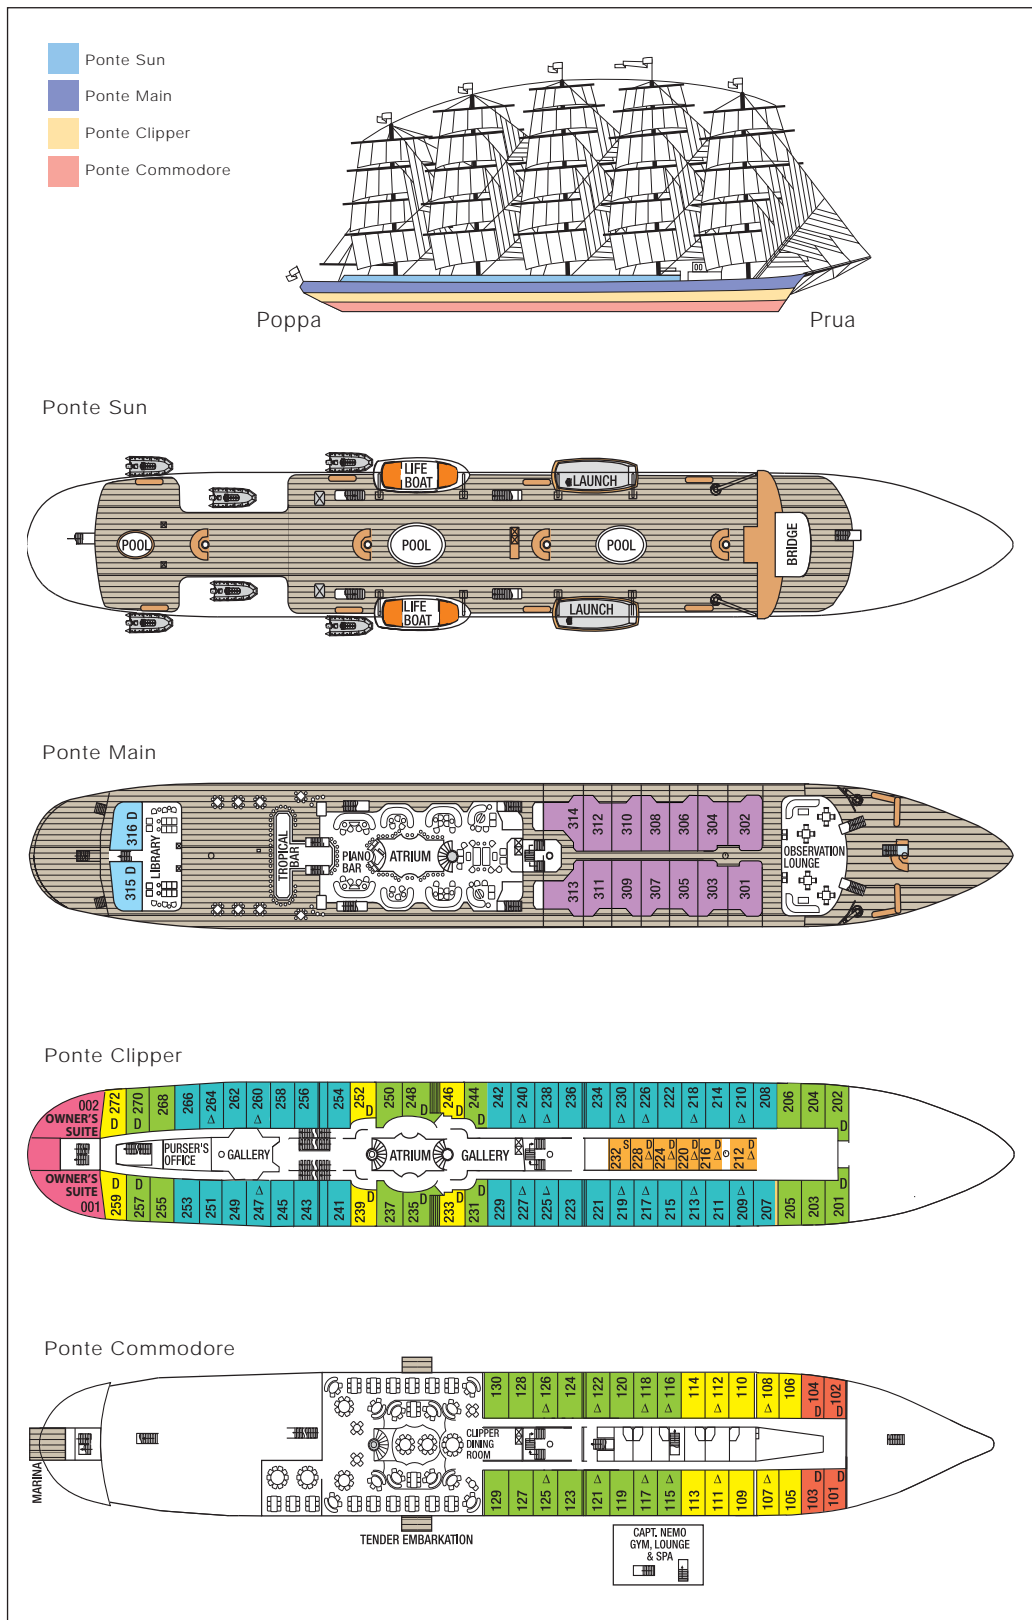 Ponte Sun
Ponte Main
Ponte Clipper
Ponte Commodore
Poppa
Prua
Ponte Sun
LIFE
BOAT
LAUNCH
POOL
POOL
POOL
BRIDGE
LIFE
BOAT
LAUNCH
Ponte Main
316 D
315 D
LIBRARY
TROPICAL
BAR
PIANO
BAR
ATRIUM
314
312
310
308
306
304
302
313
311
309
307
305
303
301
OBSERVATION
LOUNGE
Ponte Clipper
002
OWNER'S
SUITE
272 D
270 D
268
266
264 Δ
262
260 Δ
258
256
254
252 D
250
248 D
246 D
244 D
242
240 Δ
238 Δ
236
234
230 Δ
226 Δ
222
218 Δ
214
210 Δ
208
206
204
202 D
PURSER'S
OFFICE
GALLERY
ATRIUM
GALLERY
232 S
228 D Δ
224 D Δ
220 D Δ
216 D Δ
212 D Δ
OWNER'S
SUITE
001
259 D
257 D
255
253
251 Δ
249
247 Δ
245
243
241
239 D
237
235 D
233 D
231 D
229
227 Δ
225 Δ
223
221
219 Δ
217 Δ
215
213 Δ
211
209 Δ
207
205
203
201 D
Ponte Commodore
MARINA
CLIPPER
DINING
ROOM
130
128
126 Δ
124
122 Δ
120
118 Δ
116 Δ
114
112 Δ
110
108 Δ
106
104 D
102 D
129
127
125 Δ
123
121 Δ
119
117 Δ
115 Δ
113
111 Δ
109
107 Δ
105
103 D
101 D
TENDER EMBARKATION
CAPT. NEMO
GYM, LOUNGE
& SPA